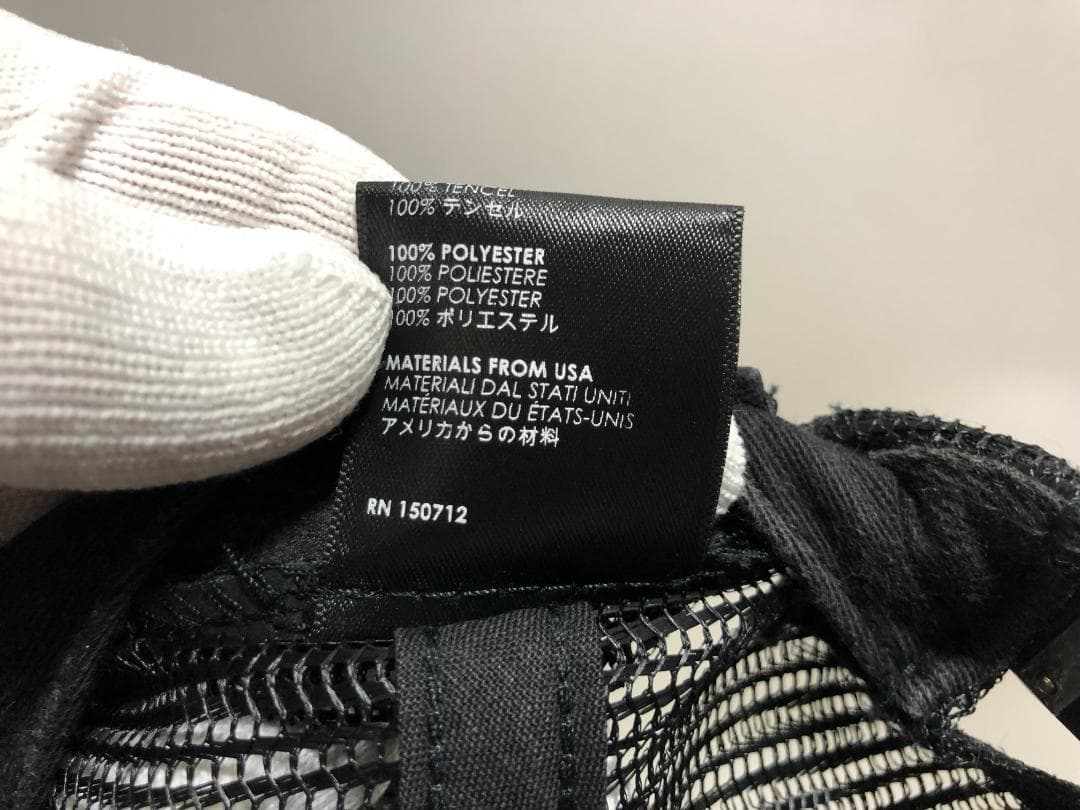 100% TENCEL
100% テンセル
100% POLYESTER
100% POLIESTERE
100% POLYESTER
100% ポリエステル
MATERIALS FROM USA
MATERIALI DAL STATI UNITI
MATÉRIAUX DU ÉTATS-UNIS
アメリカからの材料
RN 150712